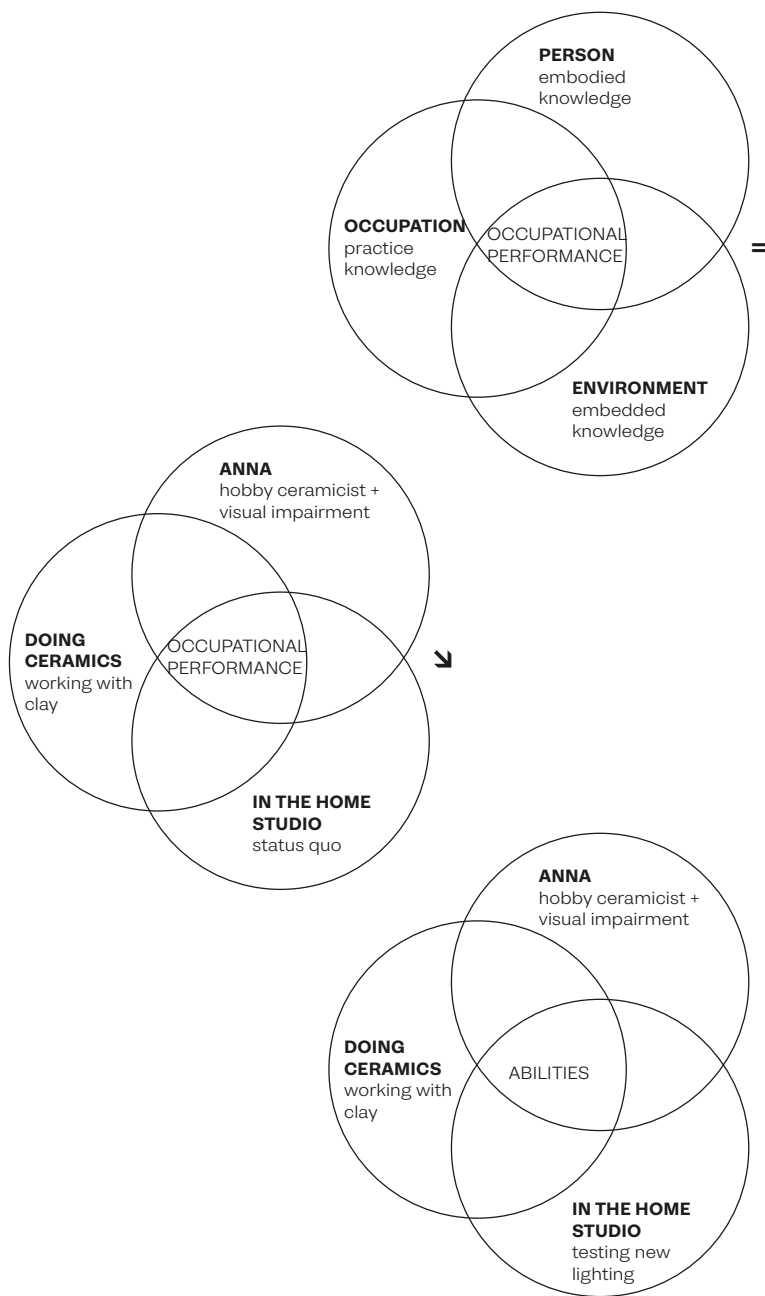 PERSON
embodied
knowledge
OCCUPATION
practice
knowledge
OCCUPATIONAL
PERFORMANCE
=
ENVIRONMENT
embedded
knowledge
ANNA
hobby ceramicist +
visual impairment
DOING
CERAMICS
working with
clay
OCCUPATIONAL
PERFORMANCE
IN THE HOME
STUDIO
status quo
ANNA
hobby ceramicist +
visual impairment
DOING
CERAMICS
working with
clay
ABILITIES
IN THE HOME
STUDIO
testing new
lighting